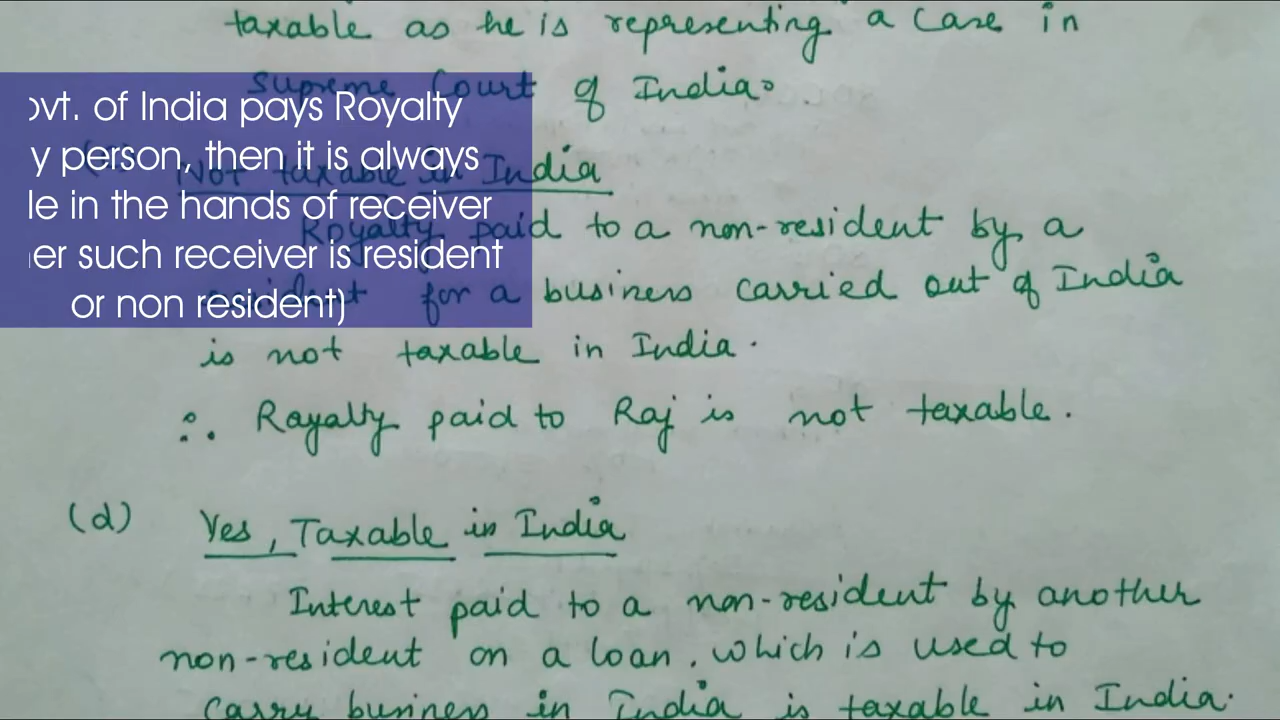 taxable as he is representing a case in
Supreme Court of India.
ovt. of India pays Royalty
y person, then it is always
le in the hands of receiver
er such receiver is resident
or non resident)
Not taxable in India
Royalty paid to a non-resident by a
resident for a business carried out of India
is not taxable in India.
∴ Royalty paid to Raj is not taxable.
(d) Yes, Taxable in India
Interest paid to a non-resident by another
non-resident on a loan, which is used to
carry business in India is taxable in India.